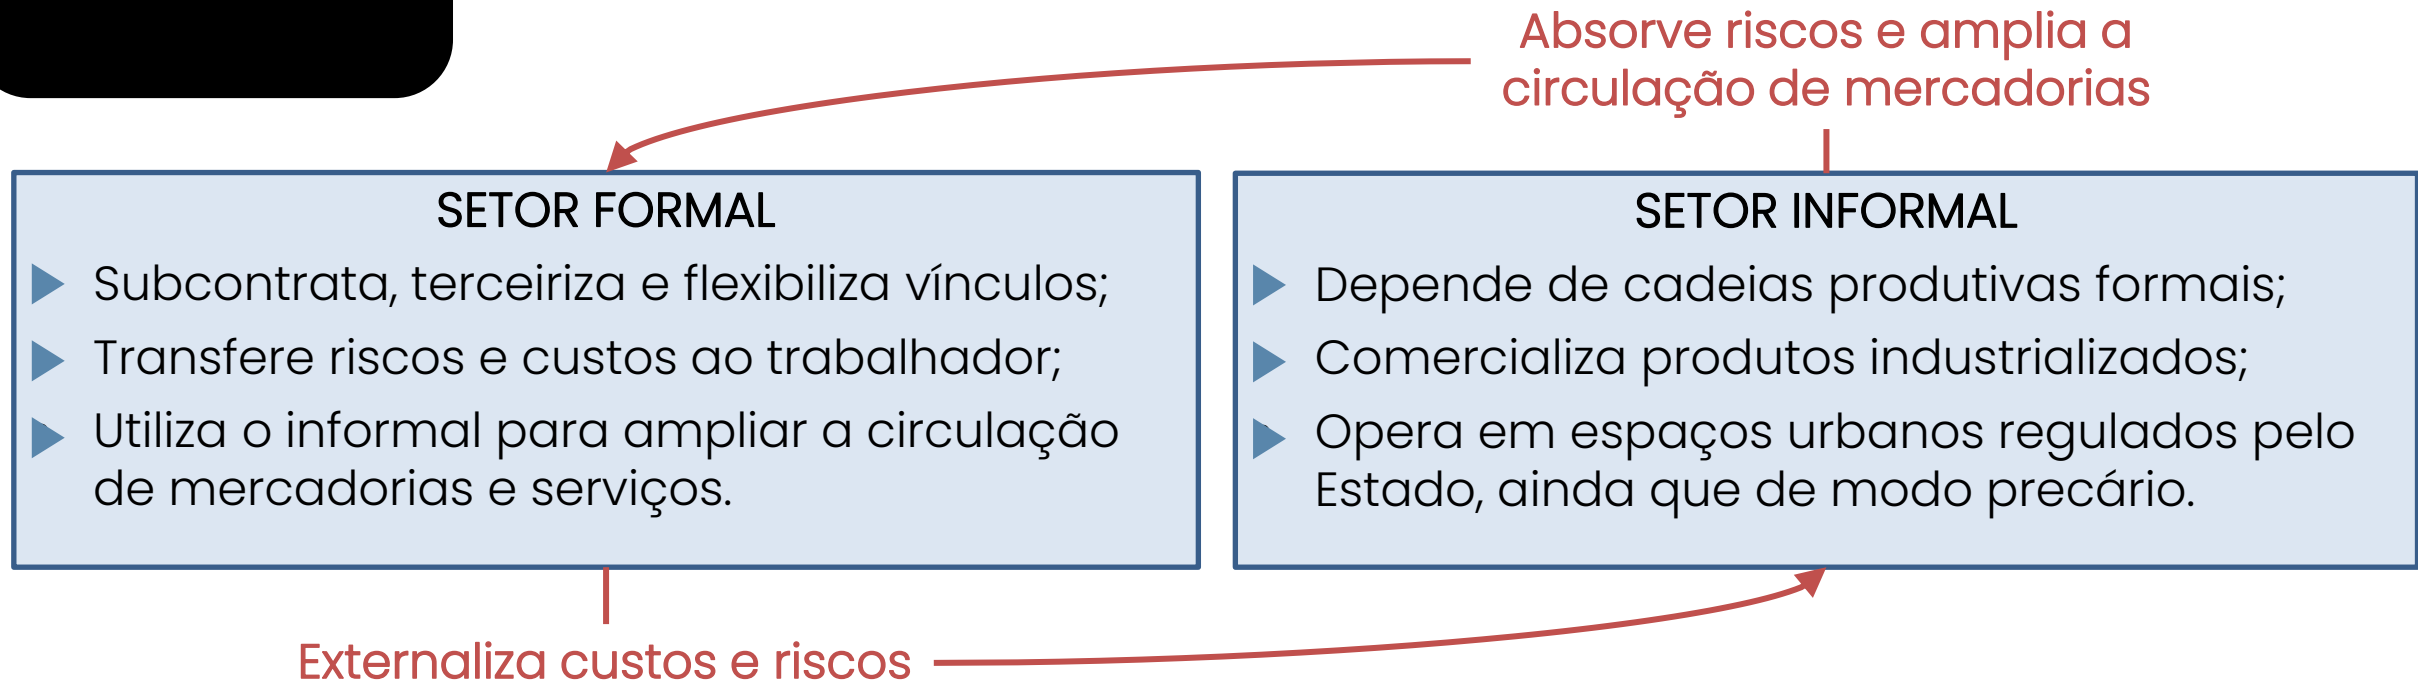 Absorve riscos e amplia a
circulação de mercadorias
SETOR FORMAL
Subcontrata, terceiriza e flexibiliza vínculos;
Transfere riscos e custos ao trabalhador;
Utiliza o informal para ampliar a circulação
de mercadorias e serviços.
SETOR INFORMAL
Depende de cadeias produtivas formais;
Comercializa produtos industrializados;
Opera em espaços urbanos regulados pelo
Estado, ainda que de modo precário.
Externaliza custos e riscos